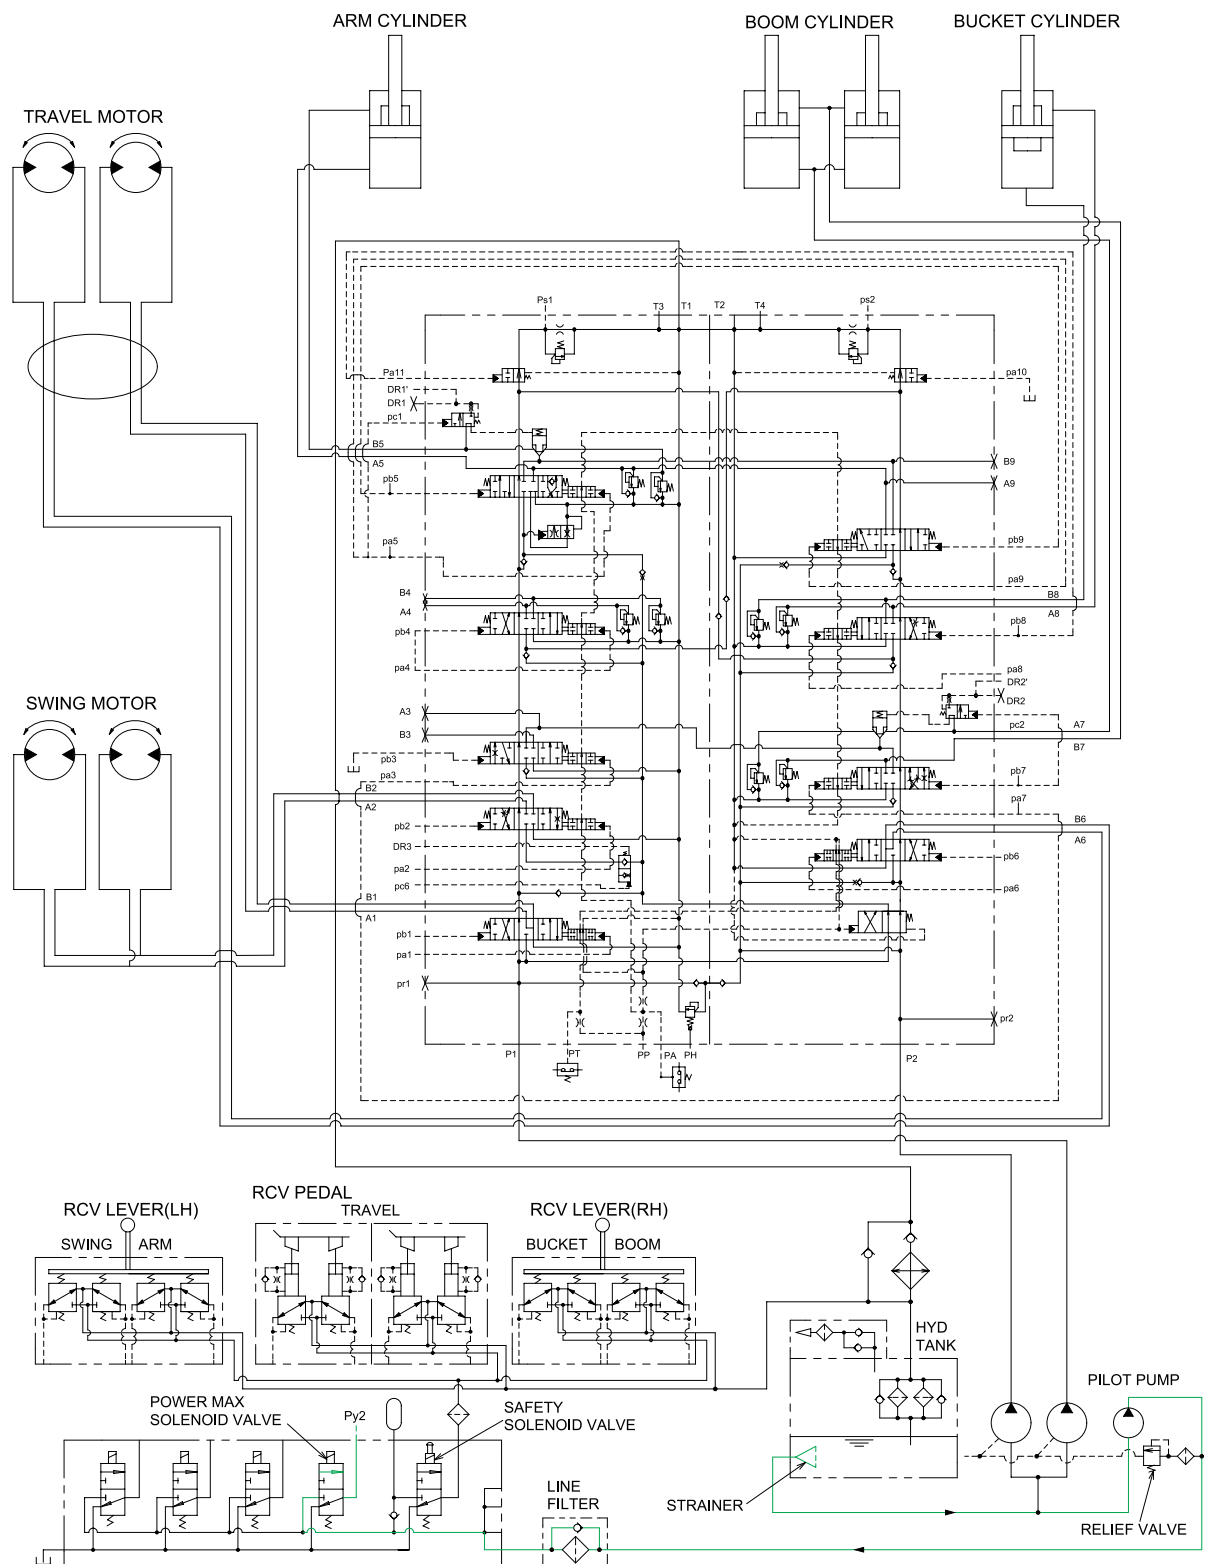 ARM CYLINDER
BOOM CYLINDER
BUCKET CYLINDER
TRAVEL MOTOR
Ps1
T3
T1
T2
T4
ps2
Pa11
pa10
DR1'
DR1
pc1
B5
A5
B9
A9
pb5
pb9
pa5
pa9
B4
A4
B8
A8
pb4
pb8
pa4
pa8
DR2'
DR2
SWING MOTOR
A3
B3
pc2
A7
B7
pb3
pa3
pb7
pa7
B2
A2
B6
A6
pb2
DR3
pb6
pa2
pc6
pa6
B1
A1
pb1
pa1
pr1
pr2
P1
PT
PP
PA
PH
P2
RCV LEVER(LH)
SWING
ARM
RCV PEDAL
TRAVEL
RCV LEVER(RH)
BUCKET
BOOM
HYD
TANK
PILOT PUMP
POWER MAX
SOLENOID VALVE
Py2
SAFETY
SOLENOID VALVE
LINE
FILTER
STRAINER
RELIEF VALVE